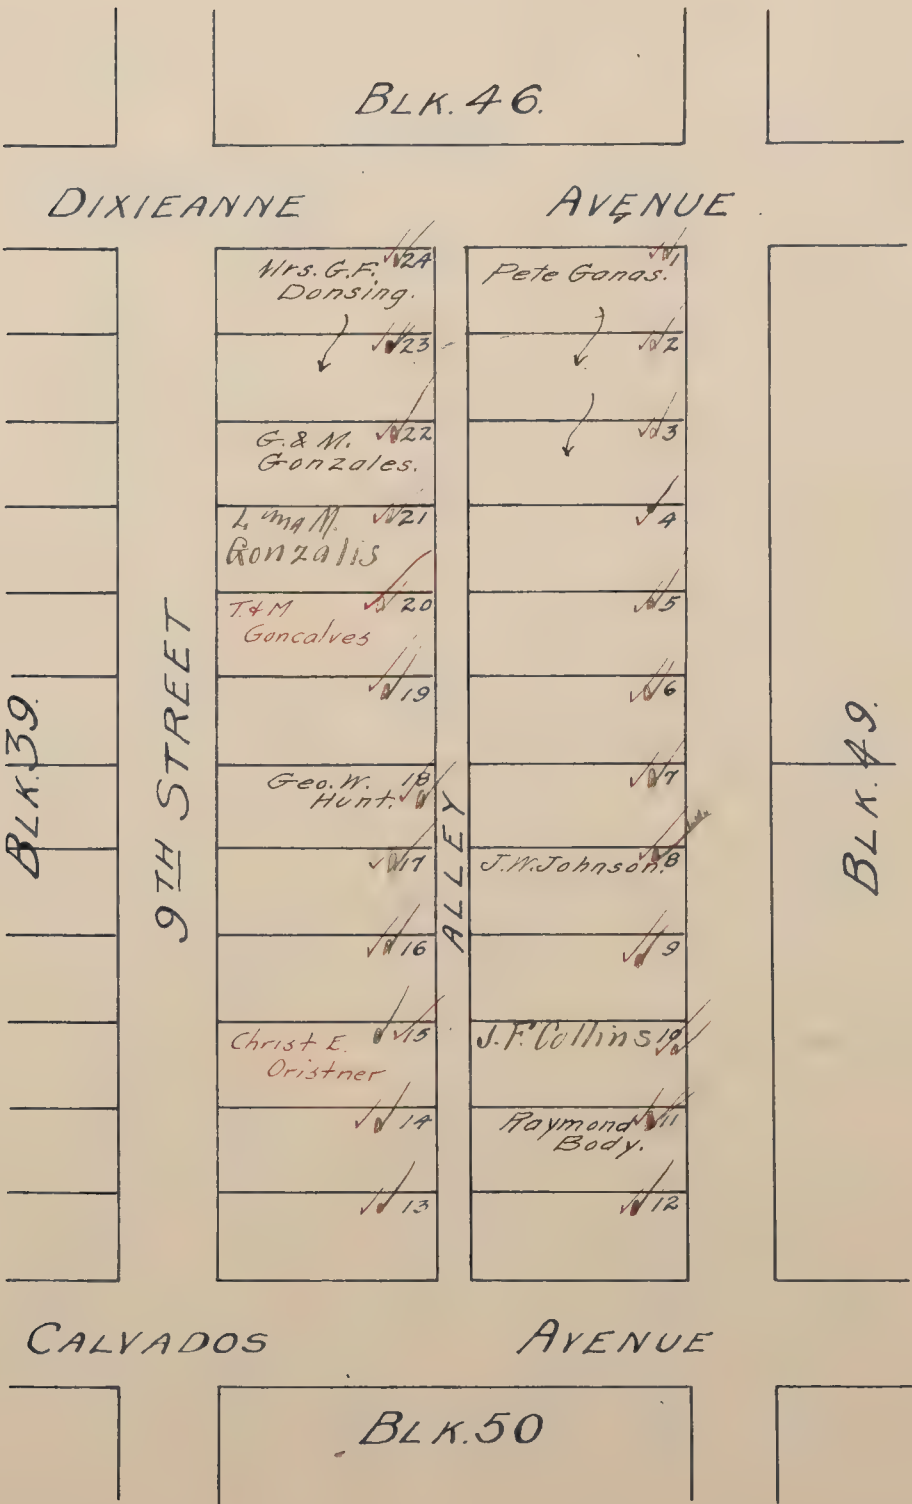 BLK. 46.
DIXIEANNE AVENUE
24
Mrs. G.F.
Donsing.
23
22
G. & M.
Gonzales.
21
Gonzalis
20
T. & M
Goncalves
19
18
Geo. W.
Hunt.
17
16
15
Christ E.
Oristner
14
13
1
Pete Ganas.
2
3
4
5
6
7
8
J.W. Johnson.
9
10
J.F. Collins
11
Raymond
Body.
12
BLK. 39.
9TH STREET
ALLEY
BLK. 49.
CALVADOS AVENUE
BLK. 50